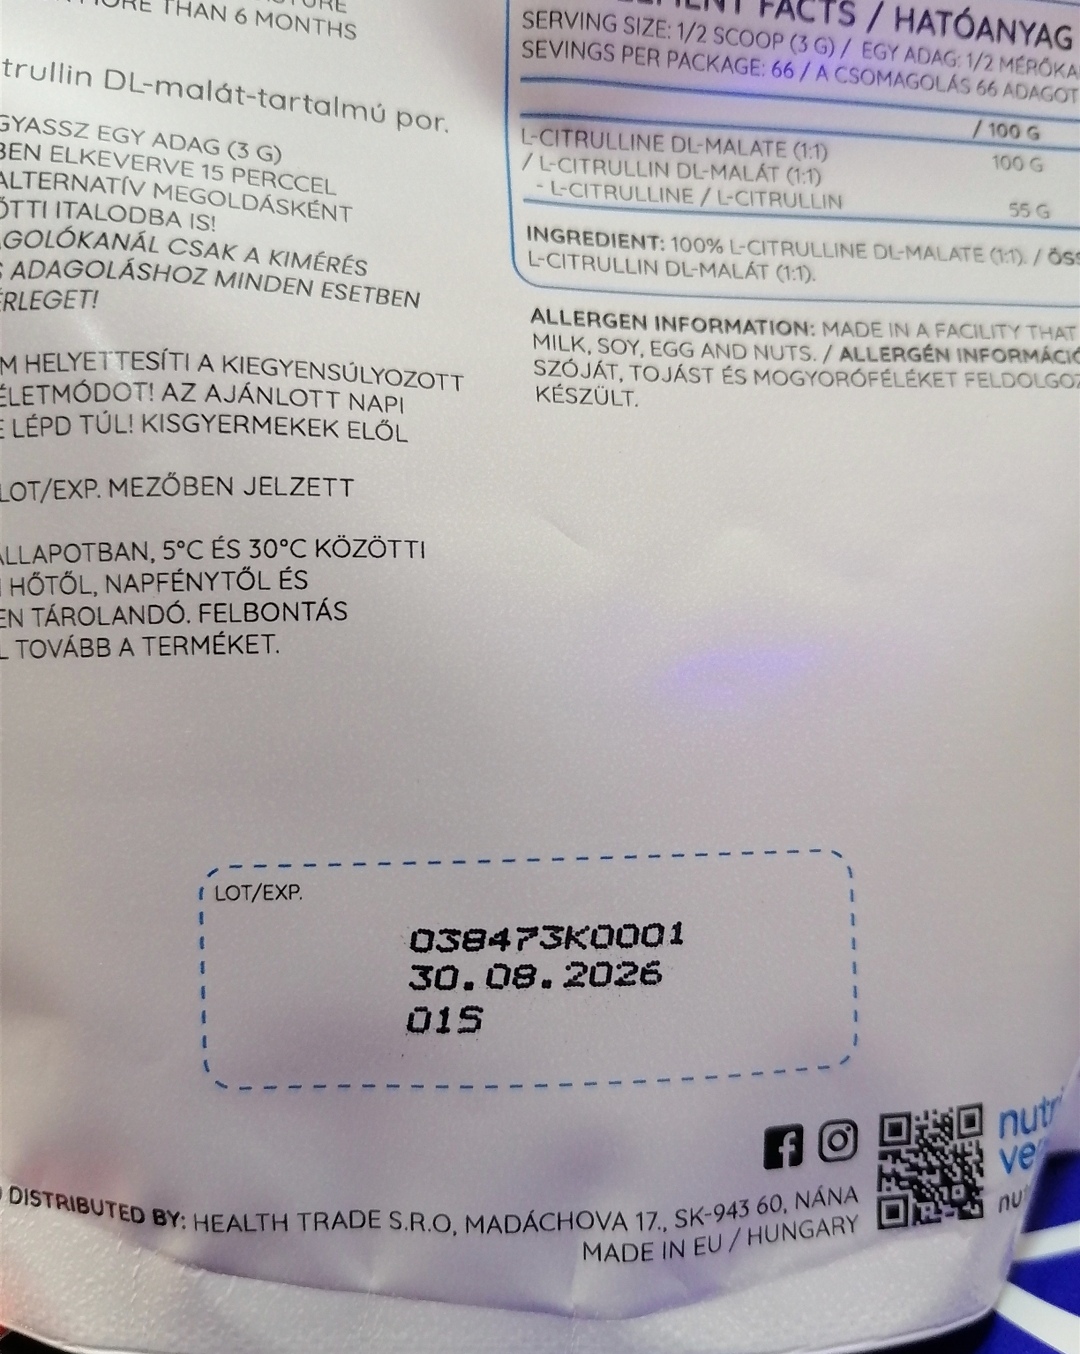 MORE THAN 6 MONTHS
trullin DL-malát-tartalmú por.
GYASSZ EGY ADAG (3 G)
BEN ELKEVERVE 15 PERCCEL
ALTERNATÍV MEGOLDÁSKÉNT
ŐTTI ITALODBA IS!
AGOLÓKANÁL CSAK A KIMÉRÉS
ADAGOLÁSHOZ MINDEN ESETBEN
ÉRLEGET!
M HELYETTESÍTI A KIEGYENSÚLYOZOTT
ÉLETMÓDOT! AZ AJÁNLOTT NAPI
E LÉPD TÚL! KISGYERMEKEK ELŐL
LOT/EXP. MEZŐBEN JELZETT
ÁLLAPOTBAN, 5°C ÉS 30°C KÖZÖTTI
HŐTŐL, NAPFÉNYTŐL ÉS
EN TÁROLANDÓ. FELBONTÁS
L TOVÁBB A TERMÉKET.
FACTS / HATÓANYAG
SERVING SIZE: 1/2 SCOOP (3 G) / EGY ADAG: 1/2 MÉRŐKA
SEVINGS PER PACKAGE: 66 / A CSOMAGOLÁS 66 ADAGOT
/ 100 G
L-CITRULLINE DL-MALATE (1:1) 100 G
/ L-CITRULLIN DL-MALÁT (1:1)
- L-CITRULLINE / L-CITRULLIN 55 G
INGREDIENT: 100% L-CITRULLINE DL-MALATE (1:1). / ÖSS
L-CITRULLIN DL-MALÁT (1:1).
ALLERGEN INFORMATION: MADE IN A FACILITY THAT
MILK, SOY, EGG AND NUTS. / ALLERGÉN INFORMÁCIÓ
SZÓJÁT, TOJÁST ÉS MOGYORÓFÉLÉKET FELDOLGOZ
KÉSZÜLT.
LOT/EXP.
038473K0001
30.08.2026
01S
nutri
ver
nu
DISTRIBUTED BY: HEALTH TRADE S.R.O, MADÁCHOVA 17., SK-943 60, NÁNA
MADE IN EU / HUNGARY